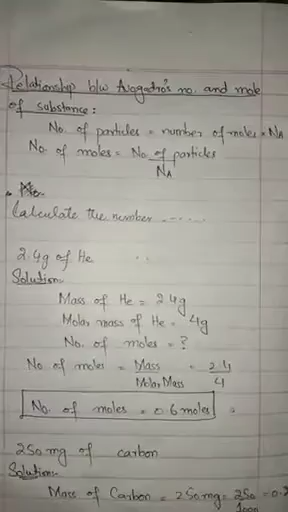 Relationship b/w Avogadro's no. and mole
of substance:
No. of particles = number of moles × NA
No. of moles = No. of particles
NA
Calculate the number ......
2.4g of He.
Solution:-
Mass of He = 2.4g
Molar mass of He = 4g
No. of moles = ?
No of moles = Mass = 2.4
Molar Mass 4
No. of moles = 0.6 moles
250 mg of carbon
Solution:-
Mass of Carbon = 250mg = 250 = 0.2
1000